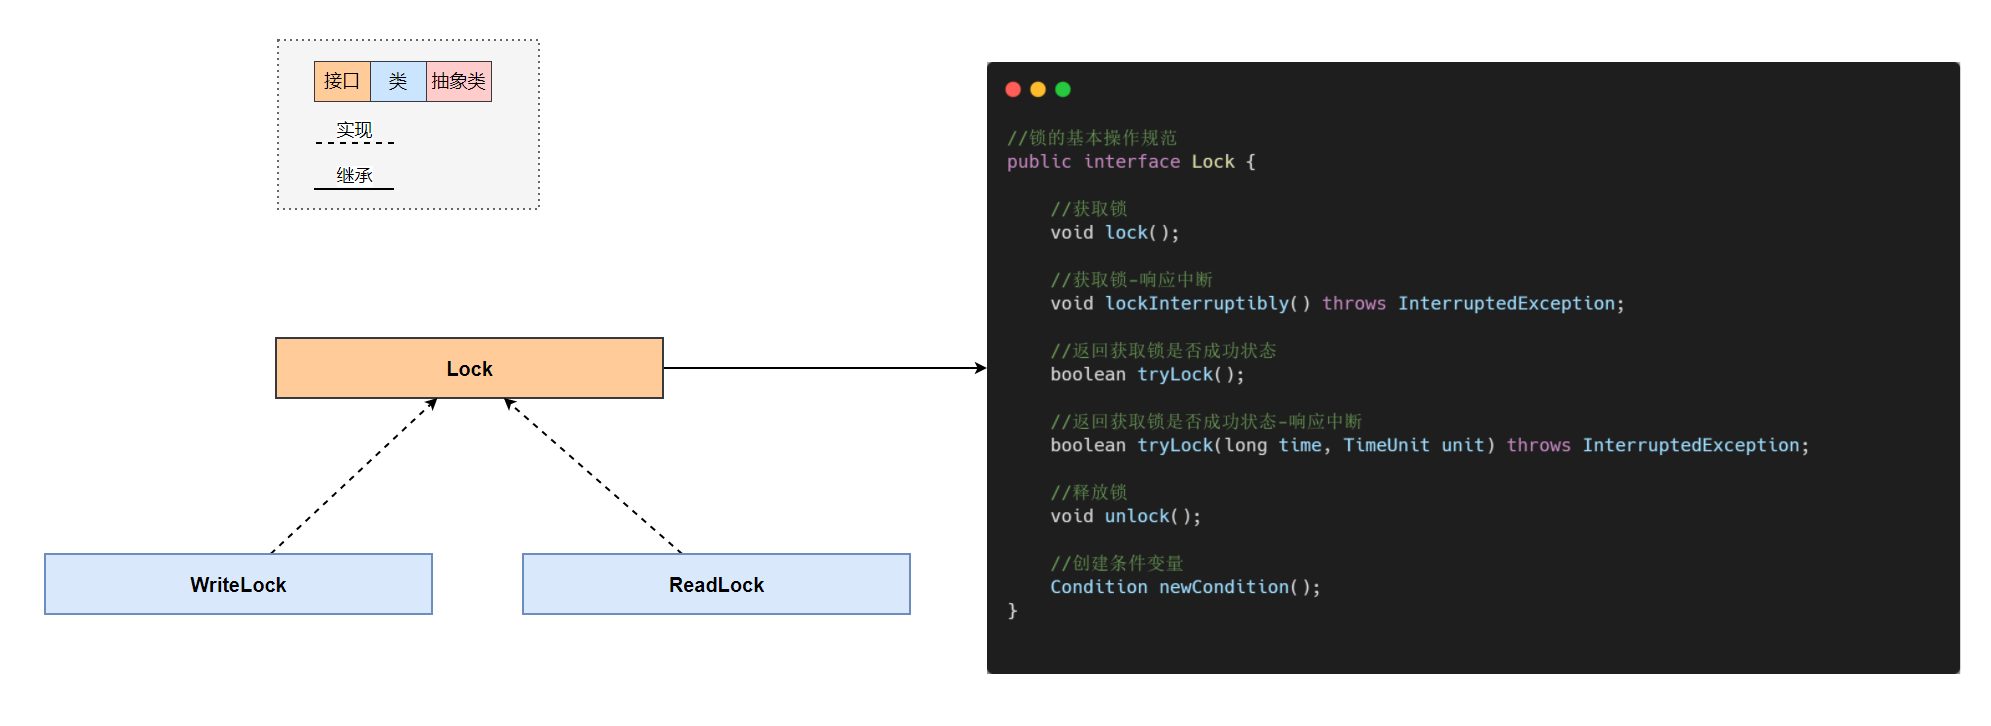 接口 类 抽象类
实现
继承
Lock
WriteLock
ReadLock
//锁的基本操作规范
public interface Lock {
//获取锁
void lock();
//获取锁-响应中断
void lockInterruptibly() throws InterruptedException;
//返回获取锁是否成功状态
boolean tryLock();
//返回获取锁是否成功状态-响应中断
boolean tryLock(long time, TimeUnit unit) throws InterruptedException;
//释放锁
void unlock();
//创建条件变量
Condition newCondition();
}